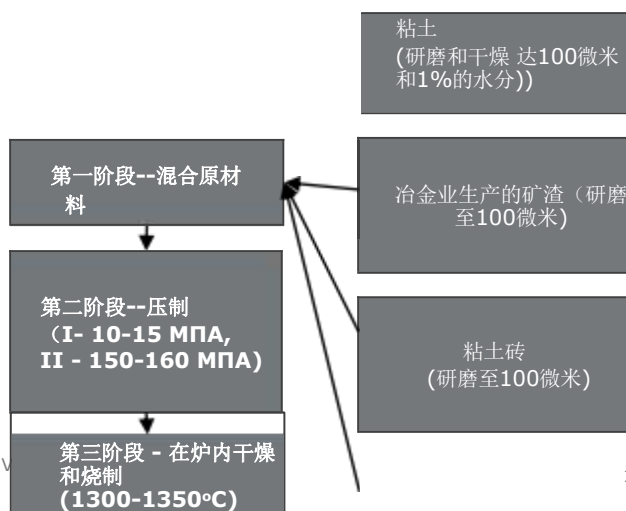 粘土
(研磨和干燥 达100微米
和1%的水分))
第一阶段--混合原材
料
冶金业生产的矿渣（研磨
至100微米)
第二阶段--压制
（I- 10-15 МПА,
II - 150-160 МПА)
粘土砖
(研磨至100微米)
第三阶段 - 在炉内干燥
和烧制
(1300-1350ᵒC)